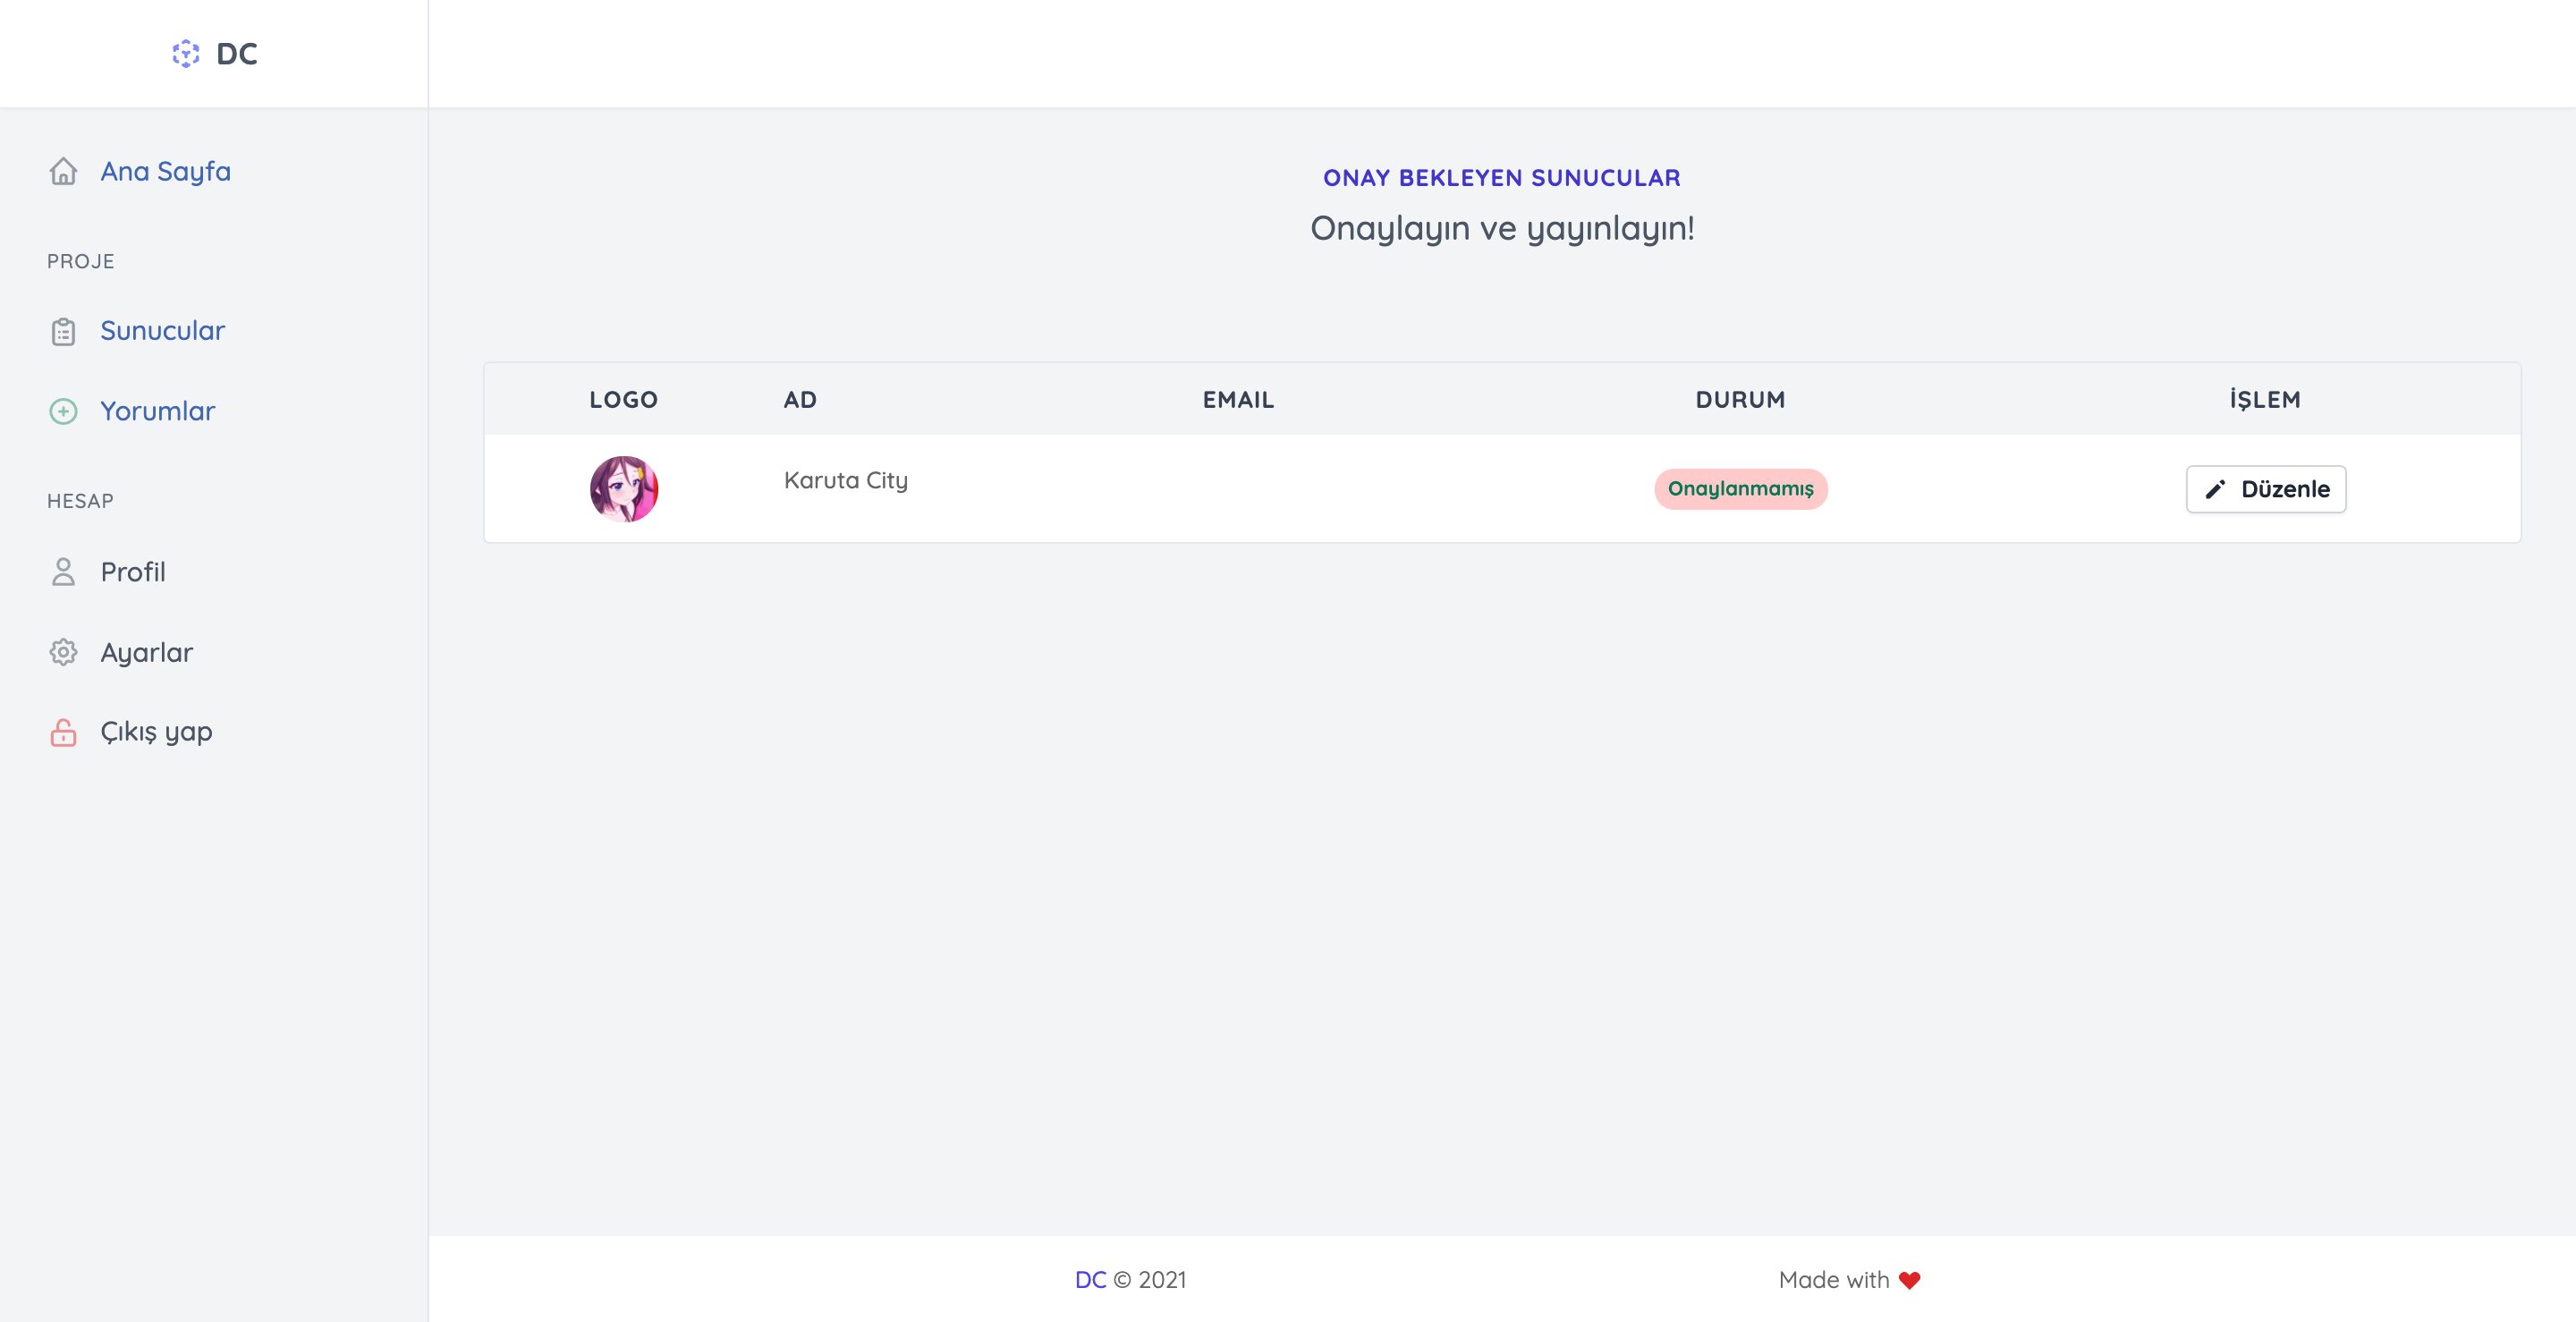 DC
Ana Sayfa
PROJE
Sunucular
Yorumlar
HESAP
Profil
Ayarlar
Çıkış yap
ONAY BEKLEYEN SUNUCULAR
Onaylayın ve yayınlayın!
LOGO AD EMAIL DURUM İŞLEM
Karuta City Onaylanmamış Düzenle
DC © 2021 Made with